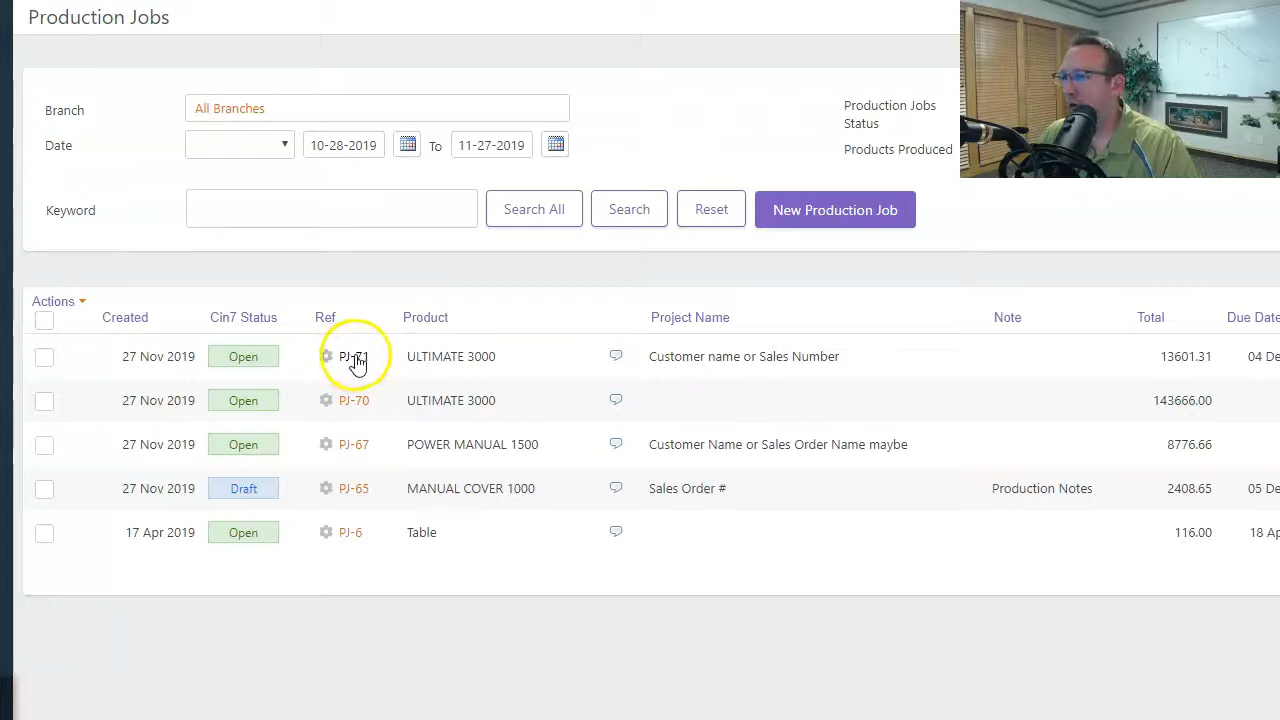 Production Jobs
Branch All Branches
Production Jobs Status
Date 10-28-2019 To 11-27-2019
Products Produced
Keyword Search All Search Reset New Production Job
Actions
Created Cin7 Status Ref Product Project Name Note Total Due Date
27 Nov 2019 Open ULTIMATE 3000 Customer name or Sales Number 13601.31 04 De
27 Nov 2019 Open PJ-70 ULTIMATE 3000 143666.00
27 Nov 2019 Open PJ-67 POWER MANUAL 1500 Customer Name or Sales Order Name maybe 8776.66
27 Nov 2019 Draft PJ-65 MANUAL COVER 1000 Sales Order # Production Notes 2408.65 05 De
17 Apr 2019 Open PJ-6 Table 116.00 18 Ap